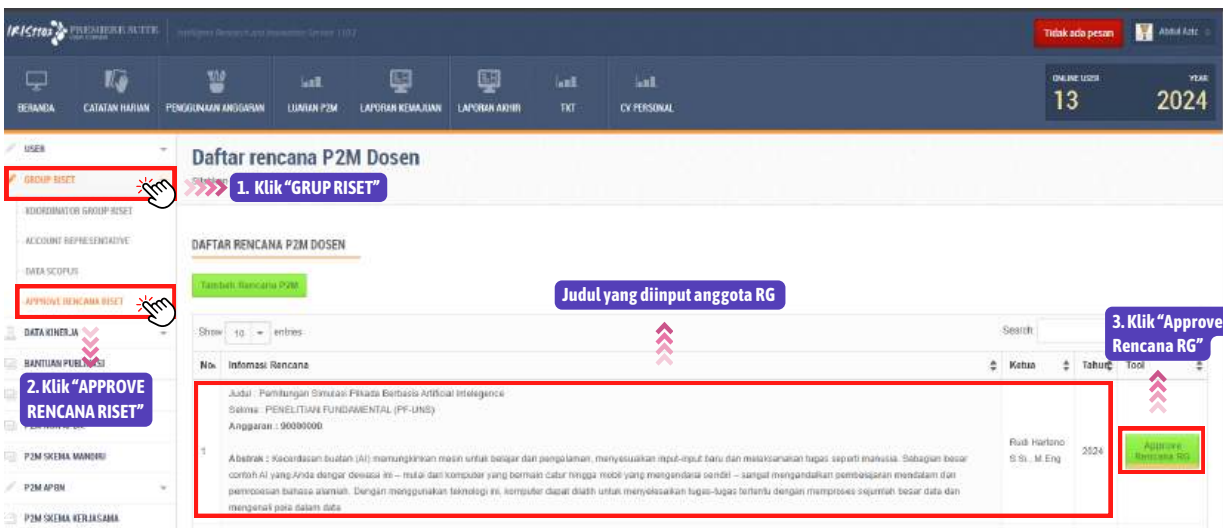 IRIS1103 PREMIERE SUITE
Tidak ada pesan
Abdul Aziz
BERANDA
CATATAN HARIAN
PENGGUNAAN ANGGARAN
LUARAN P2M
LAPORAN KEMAJUAN
LAPORAN AKHIR
TKT
CV PERSONAL
ONLINE USER
13
YEAR
2024
USER
GROUP RISET
KOORDINATOR GROUP RISET
ACCOUNT REPRESENTATIVE
DATA SCOPUS
APPROVE RENCANA RISET
DATA KINERJA
BANTUAN PUBLIKASI
P2M SKEMA MANDIRI
P2M APBN
P2M SKEMA KERJASAMA
1. Klik “GRUP RISET”
2. Klik “APPROVE
RENCANA RISET”
Daftar rencana P2M Dosen
DAFTAR RENCANA P2M DOSEN
Tambah Rencana P2M
Judul yang diinput anggota RG
3. Klik “Approve
Rencana RG”
Show 10 entries
Search
No Infomasi Rencana Ketua Tahun Tool
1
Judul : Perhitungan Simulasi Pilkada Berbasis Artificial Intelegence
Sekma : PENELITIAN FUNDAMENTAL (PF-UNS)
Anggaran : 90000000
Abstrak : Kecerdasan buatan (AI) memungkinkan mesin untuk belajar dari pengalaman, menyesuaikan input-input baru dan melaksanakan tugas seperti manusia. Sebagian besar
contoh AI yang Anda dengar dewasa ini – mulai dari komputer yang bermain catur hingga mobil yang mengendarai sendiri – sangat mengandalkan pembelajaran mendalam dan
pemrosesan bahasa alamiah. Dengan menggunakan teknologi ini, komputer dapat dilatih untuk menyelesaikan tugas-tugas tertentu dengan memproses sejumlah besar data dan
mengenali pola dalam data
Rudi Hartono
S.Si., M.Eng
2024
Approve
Rencana RG